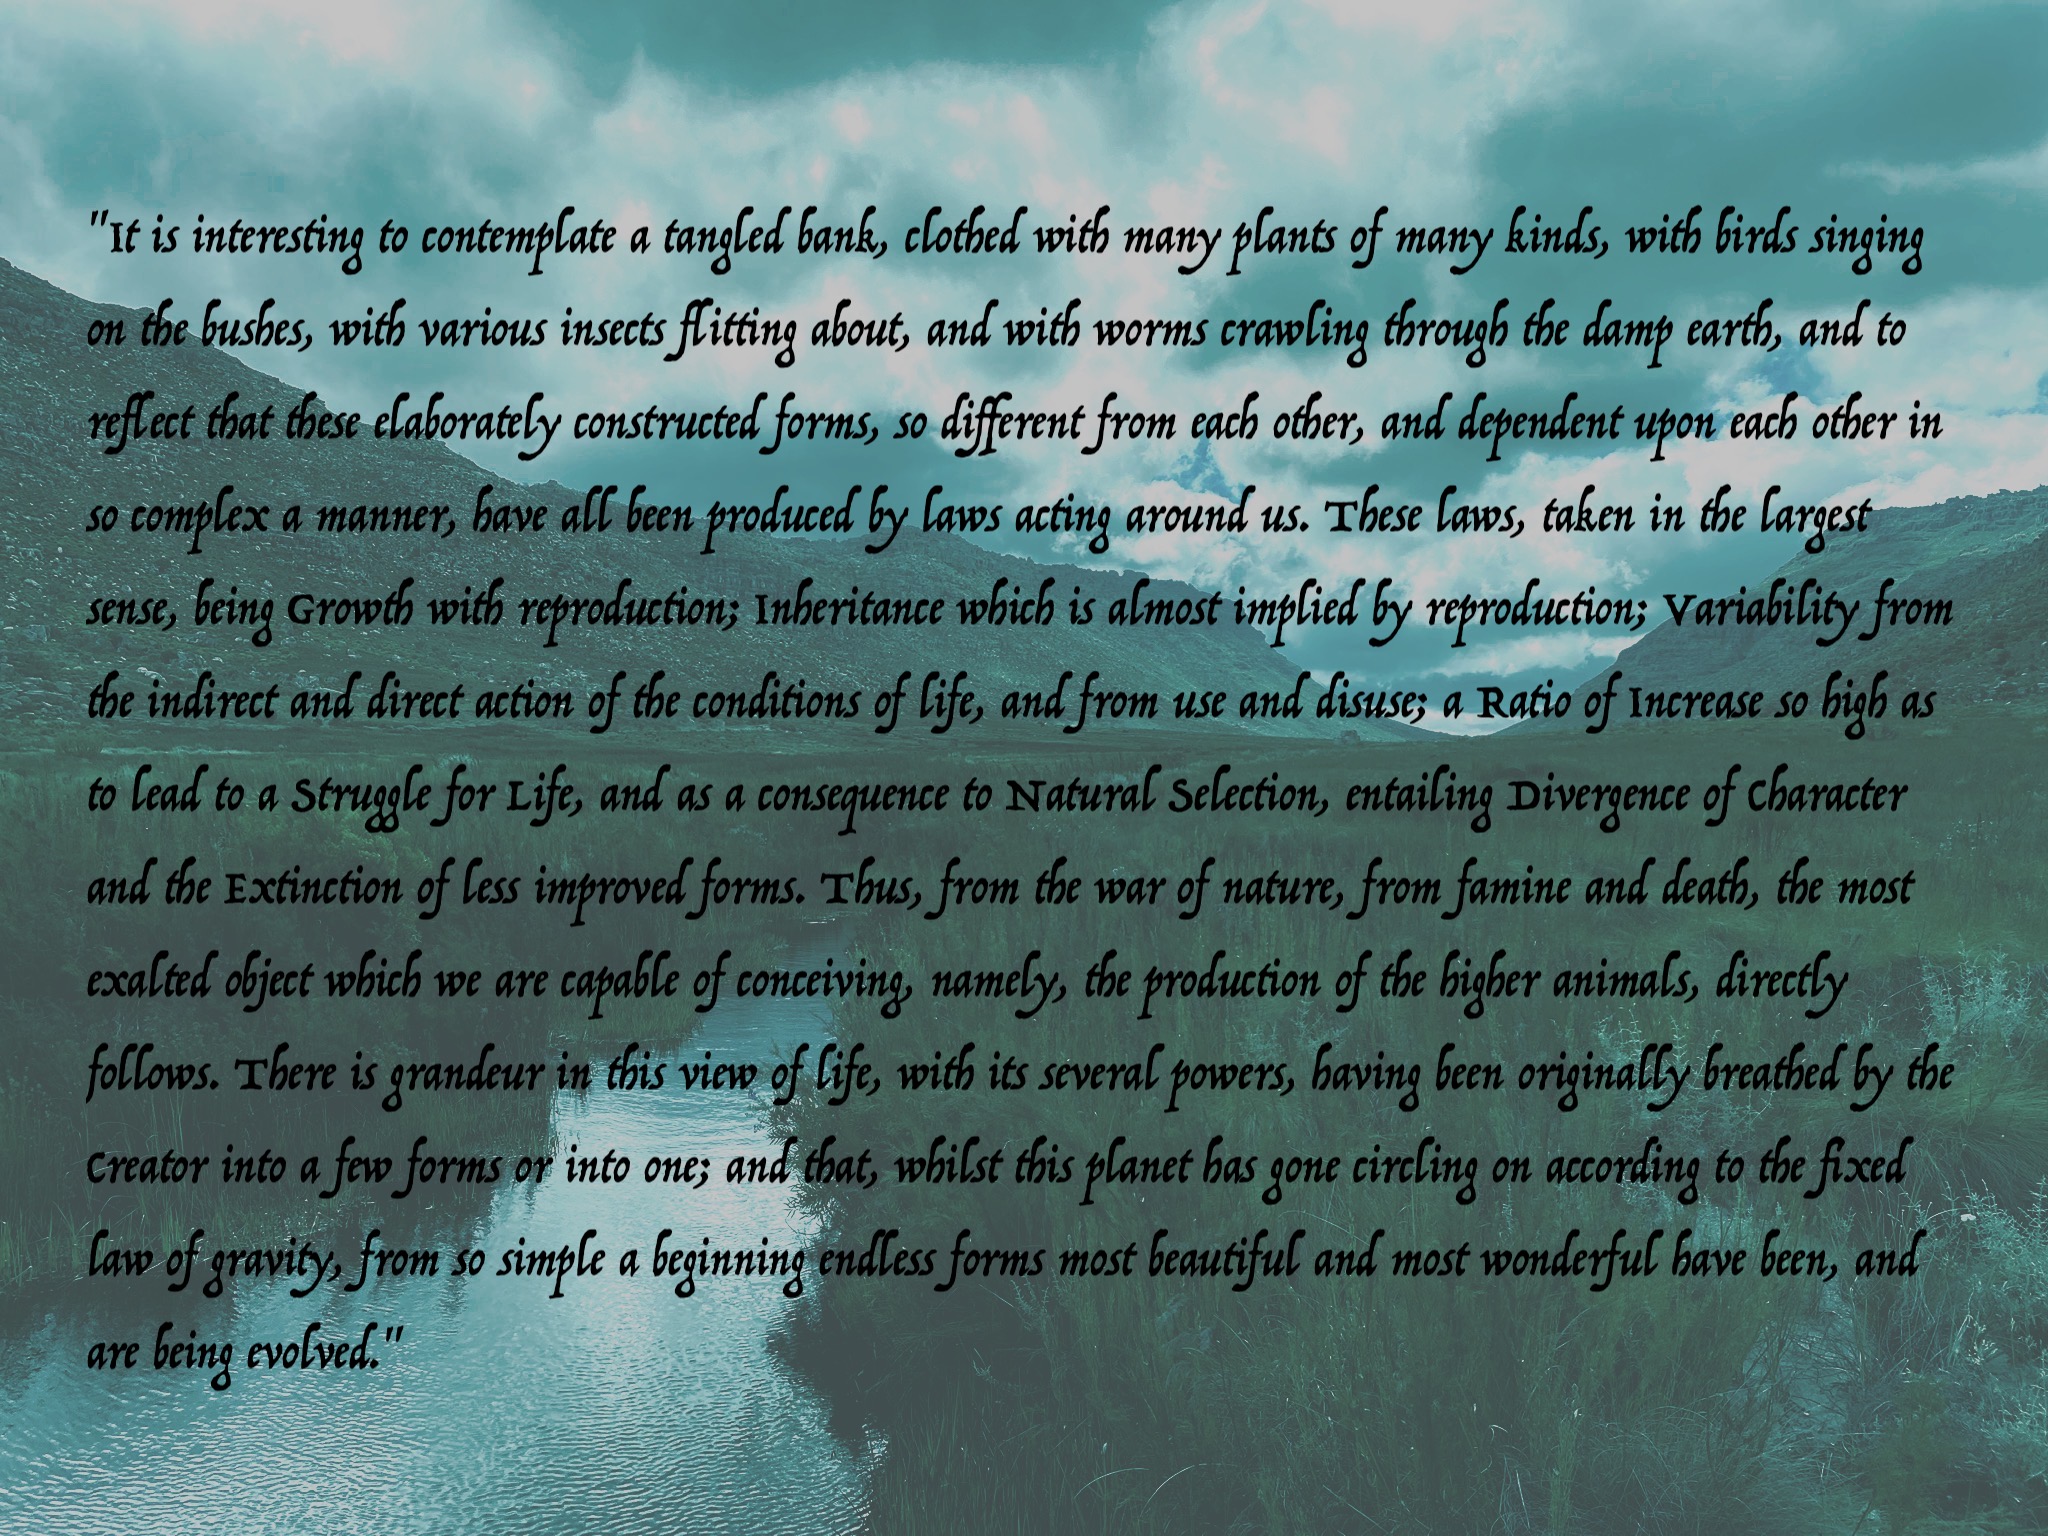 "It is interesting to contemplate a tangled bank, clothed with many plants of many kinds, with birds singing
on the bushes, with various insects flitting about, and with worms crawling through the damp earth, and to
reflect that these elaborately constructed forms, so different from each other, and dependent upon each other in
so complex a manner, have all been produced by laws acting around us. These laws, taken in the largest
sense, being Growth with reproduction; Inheritance which is almost implied by reproduction; Variability from
the indirect and direct action of the conditions of life, and from use and disuse; a Ratio of Increase so high as
to lead to a Struggle for Life, and as a consequence to Natural Selection, entailing Divergence of Character
and the Extinction of less improved forms. Thus, from the war of nature, from famine and death, the most
exalted object which we are capable of conceiving, namely, the production of the higher animals, directly
follows. There is grandeur in this view of life, with its several powers, having been originally breathed by the
Creator into a few forms or into one; and that, whilst this planet has gone circling on according to the fixed
law of gravity, from so simple a beginning endless forms most beautiful and most wonderful have been, and
are being evolved."